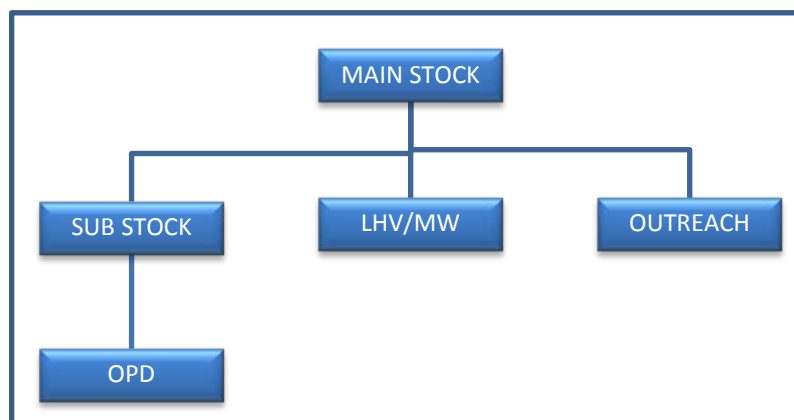 MAIN STOCK
SUB STOCK
LHV/MW
OUTREACH
OPD